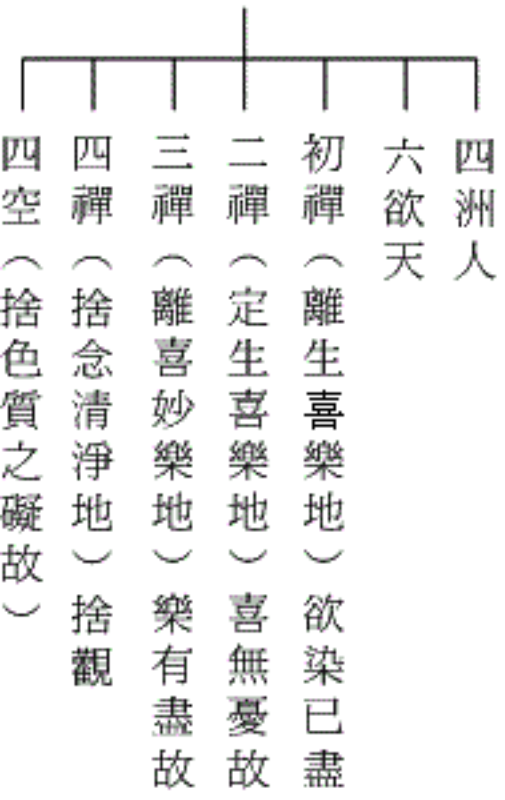 四洲人
六欲天
初禪（離生喜樂地）欲染已盡
二禪（定生喜樂地）喜無憂故
三禪（離喜妙樂地）樂有盡故
四禪（捨念清淨地）捨觀
四空（捨色質之礙故）